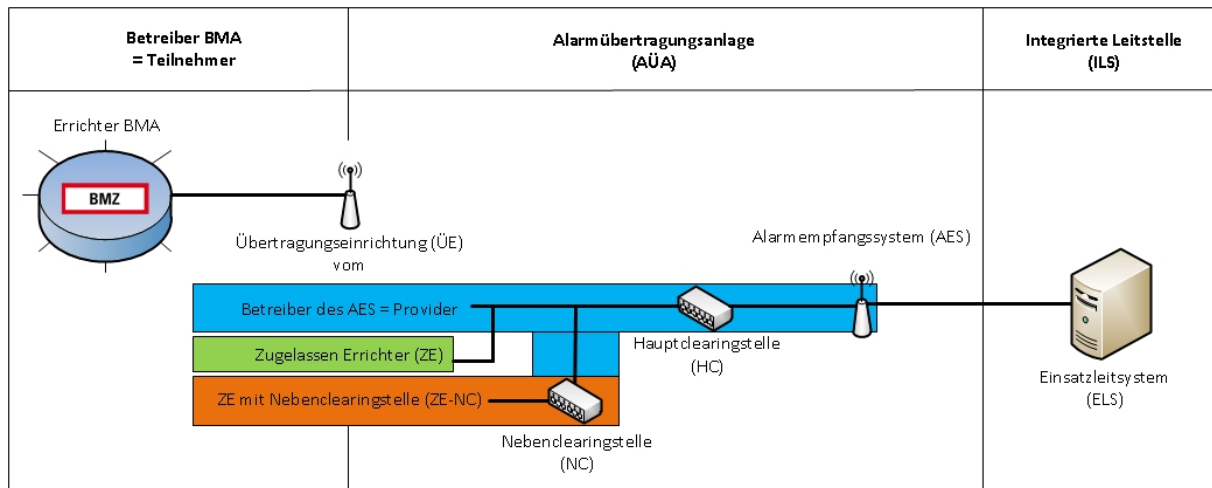 Betreiber BMA
= Teilnehmer
Alarmübertragungsanlage
(AÜA)
Integrierte Leitstelle
(ILS)
Errichter BMA
BMZ
Übertragungseinrichtung (ÜE)
vom
Alarmempfangssystem (AES)
Betreiber des AES = Provider
Hauptclearingstelle
(HC)
Zugelassen Errichter (ZE)
ZE mit Nebenclearingstelle (ZE-NC)
Nebenclearingstelle
(NC)
Einsatzleitsystem
(ELS)